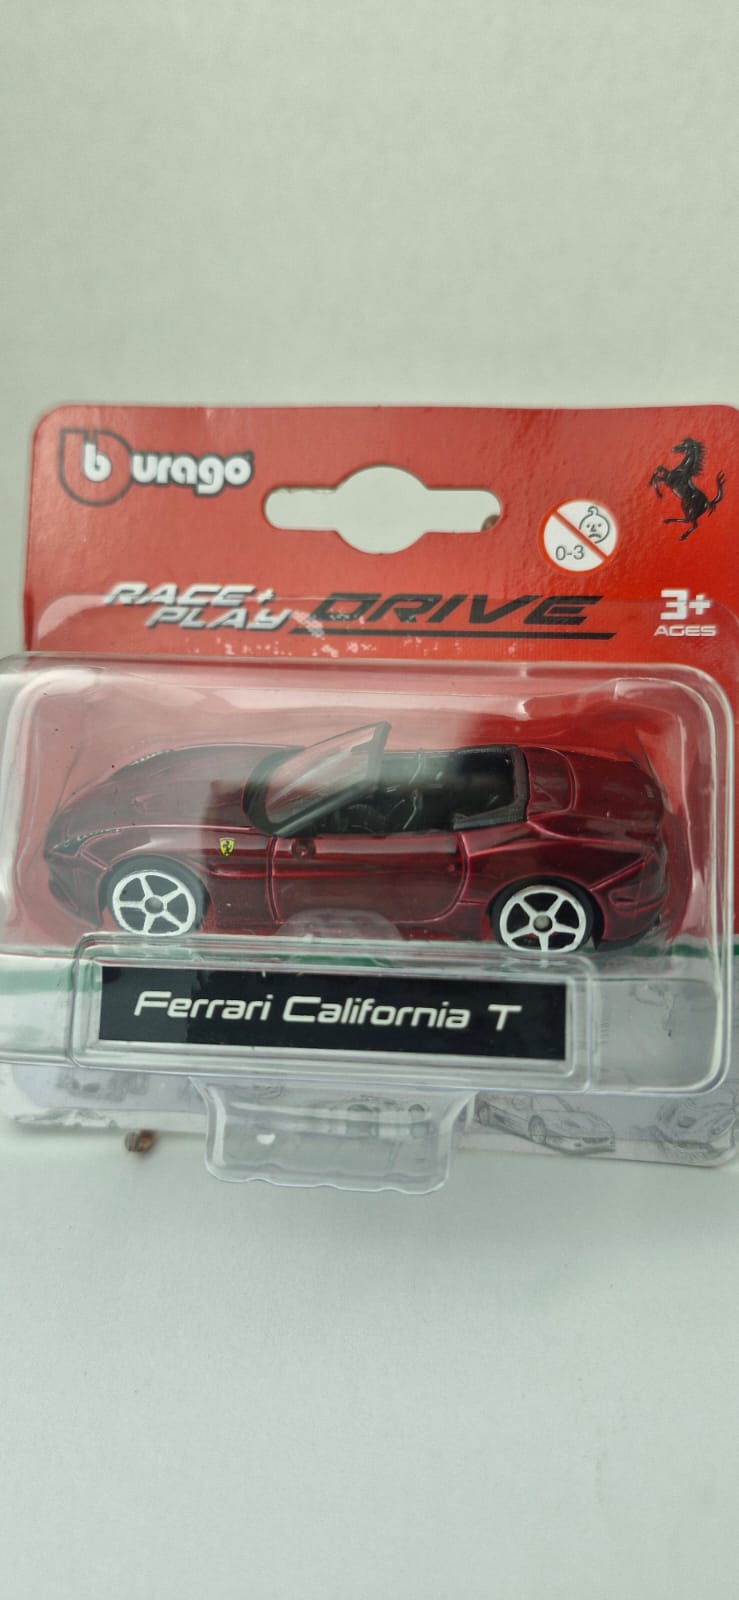 burago
0-3
RACE+
PLAY DRIVE
3+
AGES
Ferrari California T